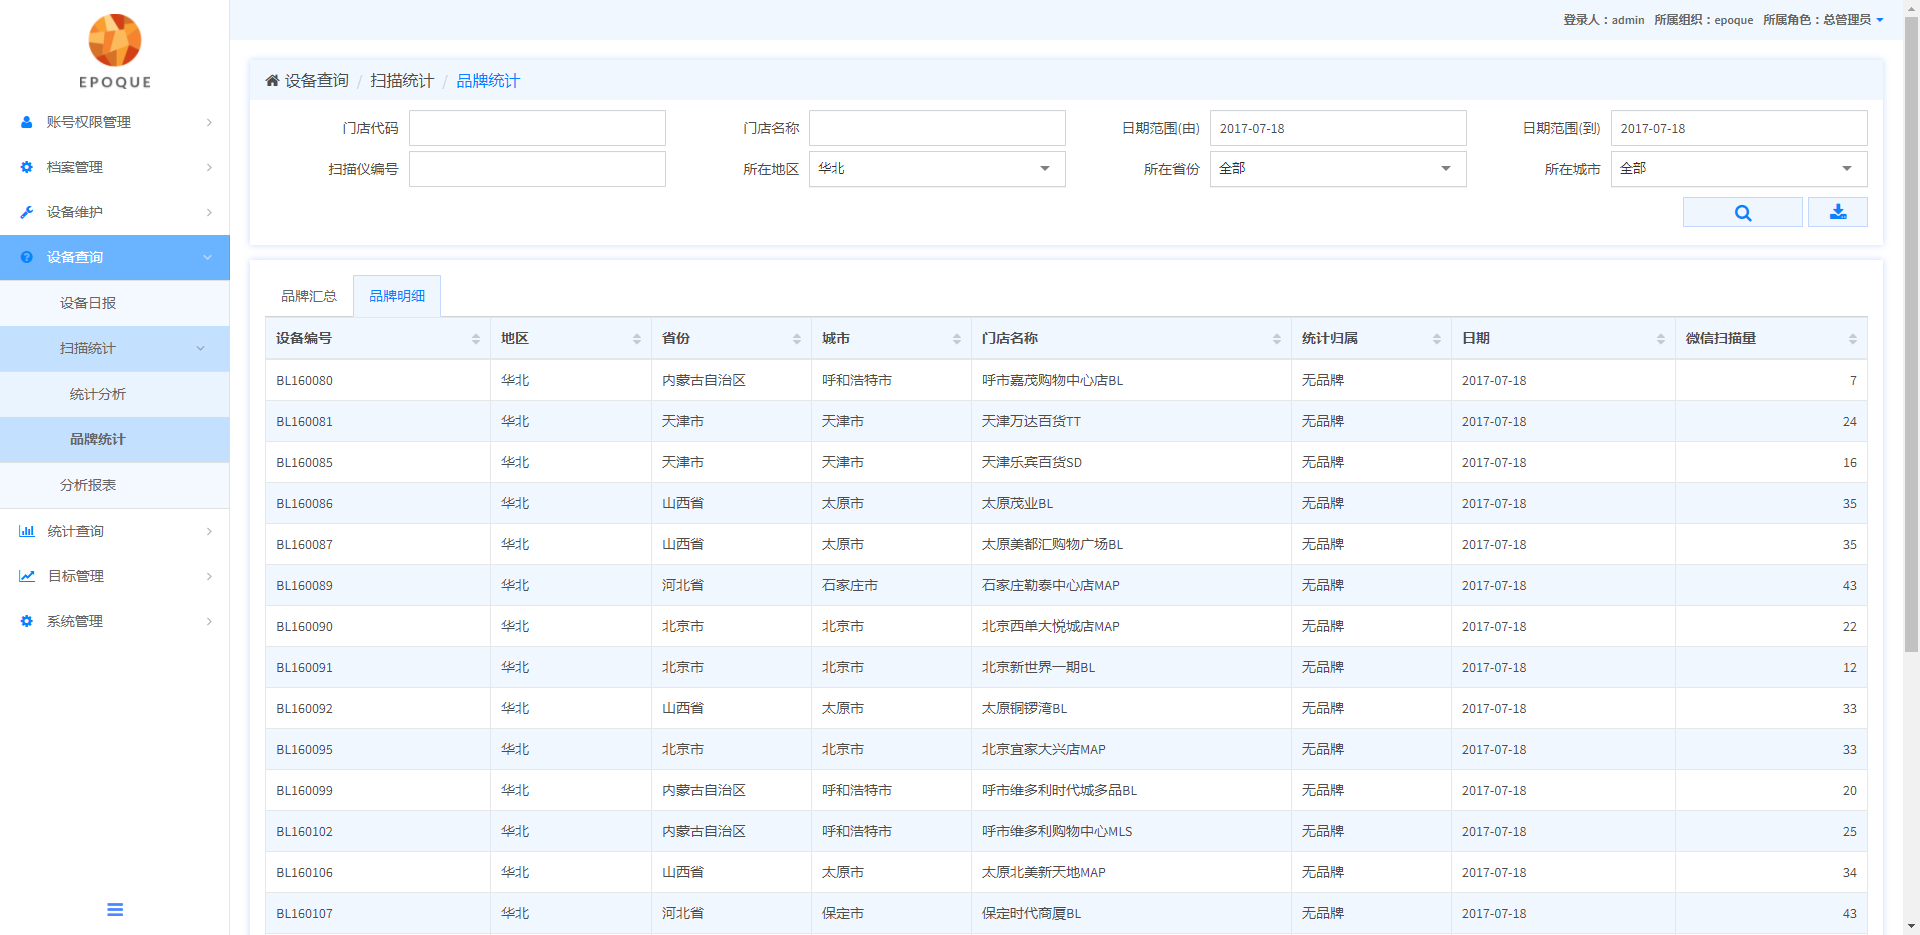 登录人：admin 所属组织：epoque 所属角色：总管理员
EPOQUE
账号权限管理
档案管理
设备维护
设备查询
设备日报
扫描统计
统计分析
品牌统计
分析报表
统计查询
目标管理
系统管理
设备查询 / 扫描统计 / 品牌统计
门店代码 门店名称 日期范围(由) 2017-07-18 日期范围(到) 2017-07-18
扫描仪编号 所在地区 华北 所在省份 全部 所在城市 全部
品牌汇总 品牌明细
设备编号 地区 省份 城市 门店名称 统计归属 日期 微信扫描量
BL160080 华北 内蒙古自治区 呼和浩特市 呼市嘉茂购物中心店BL 无品牌 2017-07-18 7
BL160081 华北 天津市 天津市 天津万达百货TT 无品牌 2017-07-18 24
BL160085 华北 天津市 天津市 天津乐宾百货SD 无品牌 2017-07-18 16
BL160086 华北 山西省 太原市 太原茂业BL 无品牌 2017-07-18 35
BL160087 华北 山西省 太原市 太原美都汇购物广场BL 无品牌 2017-07-18 35
BL160089 华北 河北省 石家庄市 石家庄勒泰中心店MAP 无品牌 2017-07-18 43
BL160090 华北 北京市 北京市 北京西单大悦城店MAP 无品牌 2017-07-18 22
BL160091 华北 北京市 北京市 北京新世界一期BL 无品牌 2017-07-18 12
BL160092 华北 山西省 太原市 太原铜锣湾BL 无品牌 2017-07-18 33
BL160095 华北 北京市 北京市 北京宜家大兴店MAP 无品牌 2017-07-18 33
BL160099 华北 内蒙古自治区 呼和浩特市 呼市维多利时代城多品BL 无品牌 2017-07-18 20
BL160102 华北 内蒙古自治区 呼和浩特市 呼市维多利购物中心MLS 无品牌 2017-07-18 25
BL160106 华北 山西省 太原市 太原北美新天地MAP 无品牌 2017-07-18 34
BL160107 华北 河北省 保定市 保定时代商厦BL 无品牌 2017-07-18 43